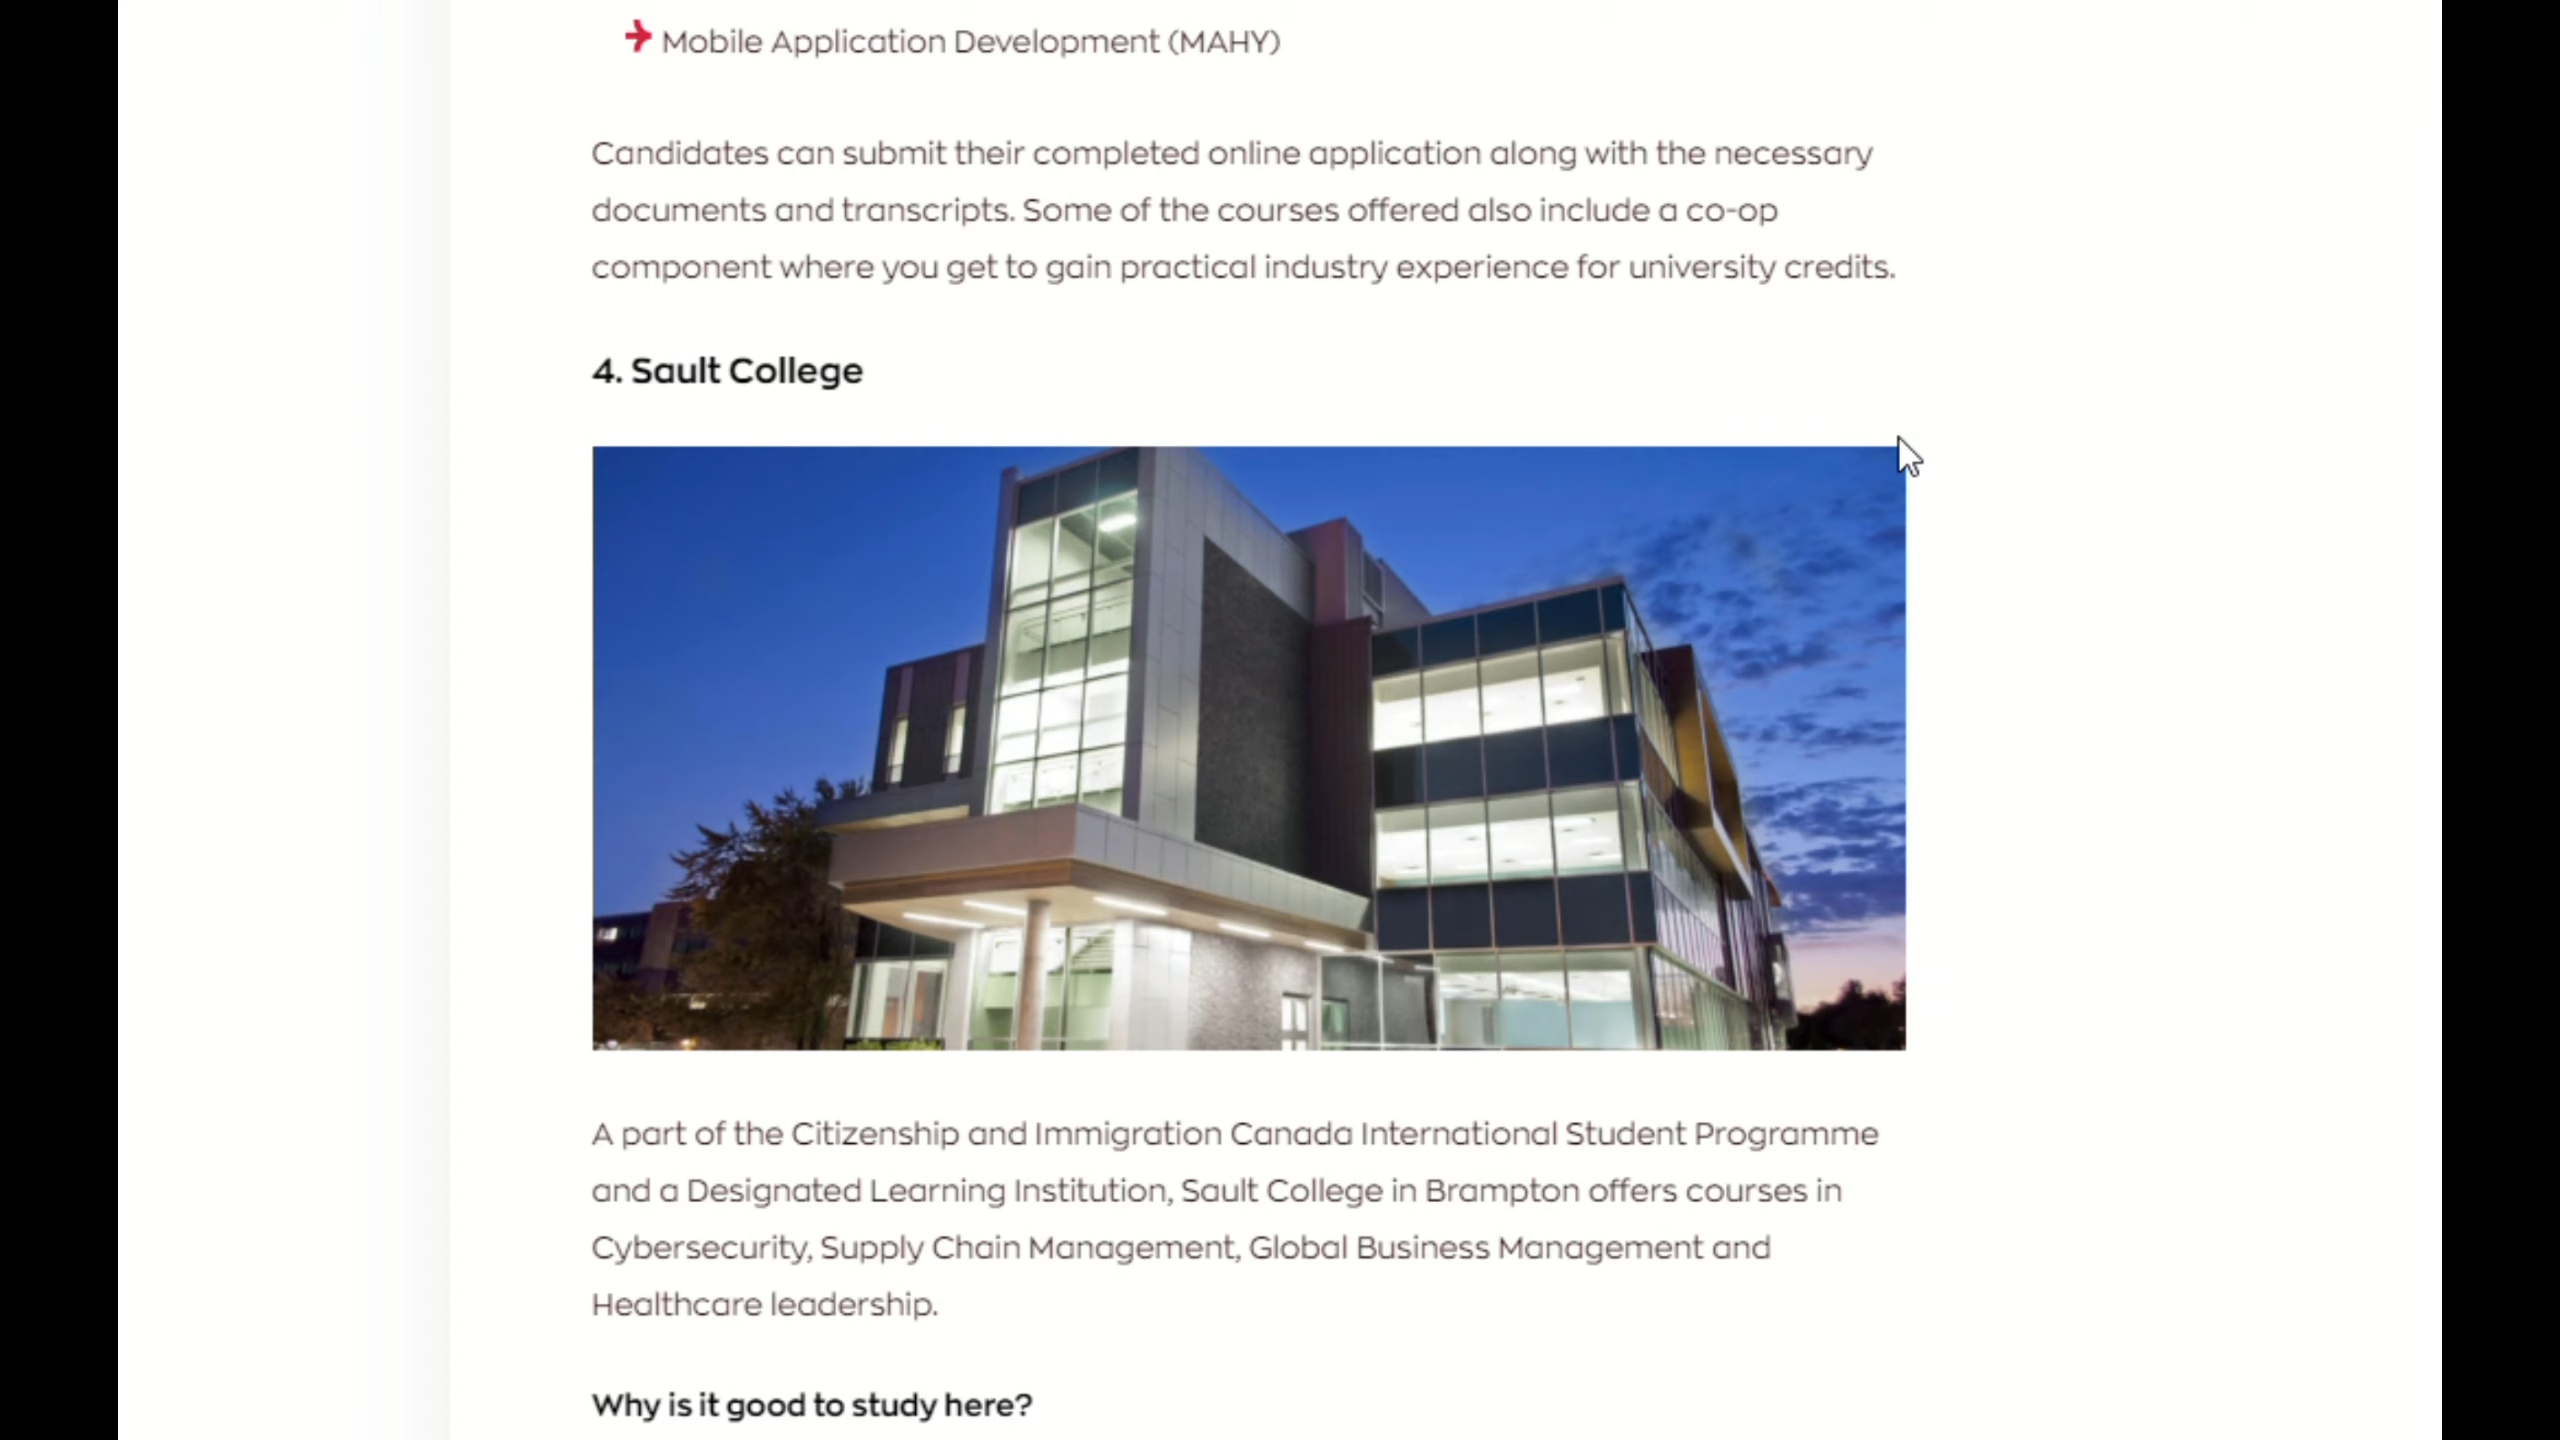 Mobile Application Development (MAHY)
Candidates can submit their completed online application along with the necessary
documents and transcripts. Some of the courses offered also include a co-op
component where you get to gain practical industry experience for university credits.
4. Sault College
A part of the Citizenship and Immigration Canada International Student Programme
and a Designated Learning Institution, Sault College in Brampton offers courses in
Cybersecurity, Supply Chain Management, Global Business Management and
Healthcare leadership.
Why is it good to study here?